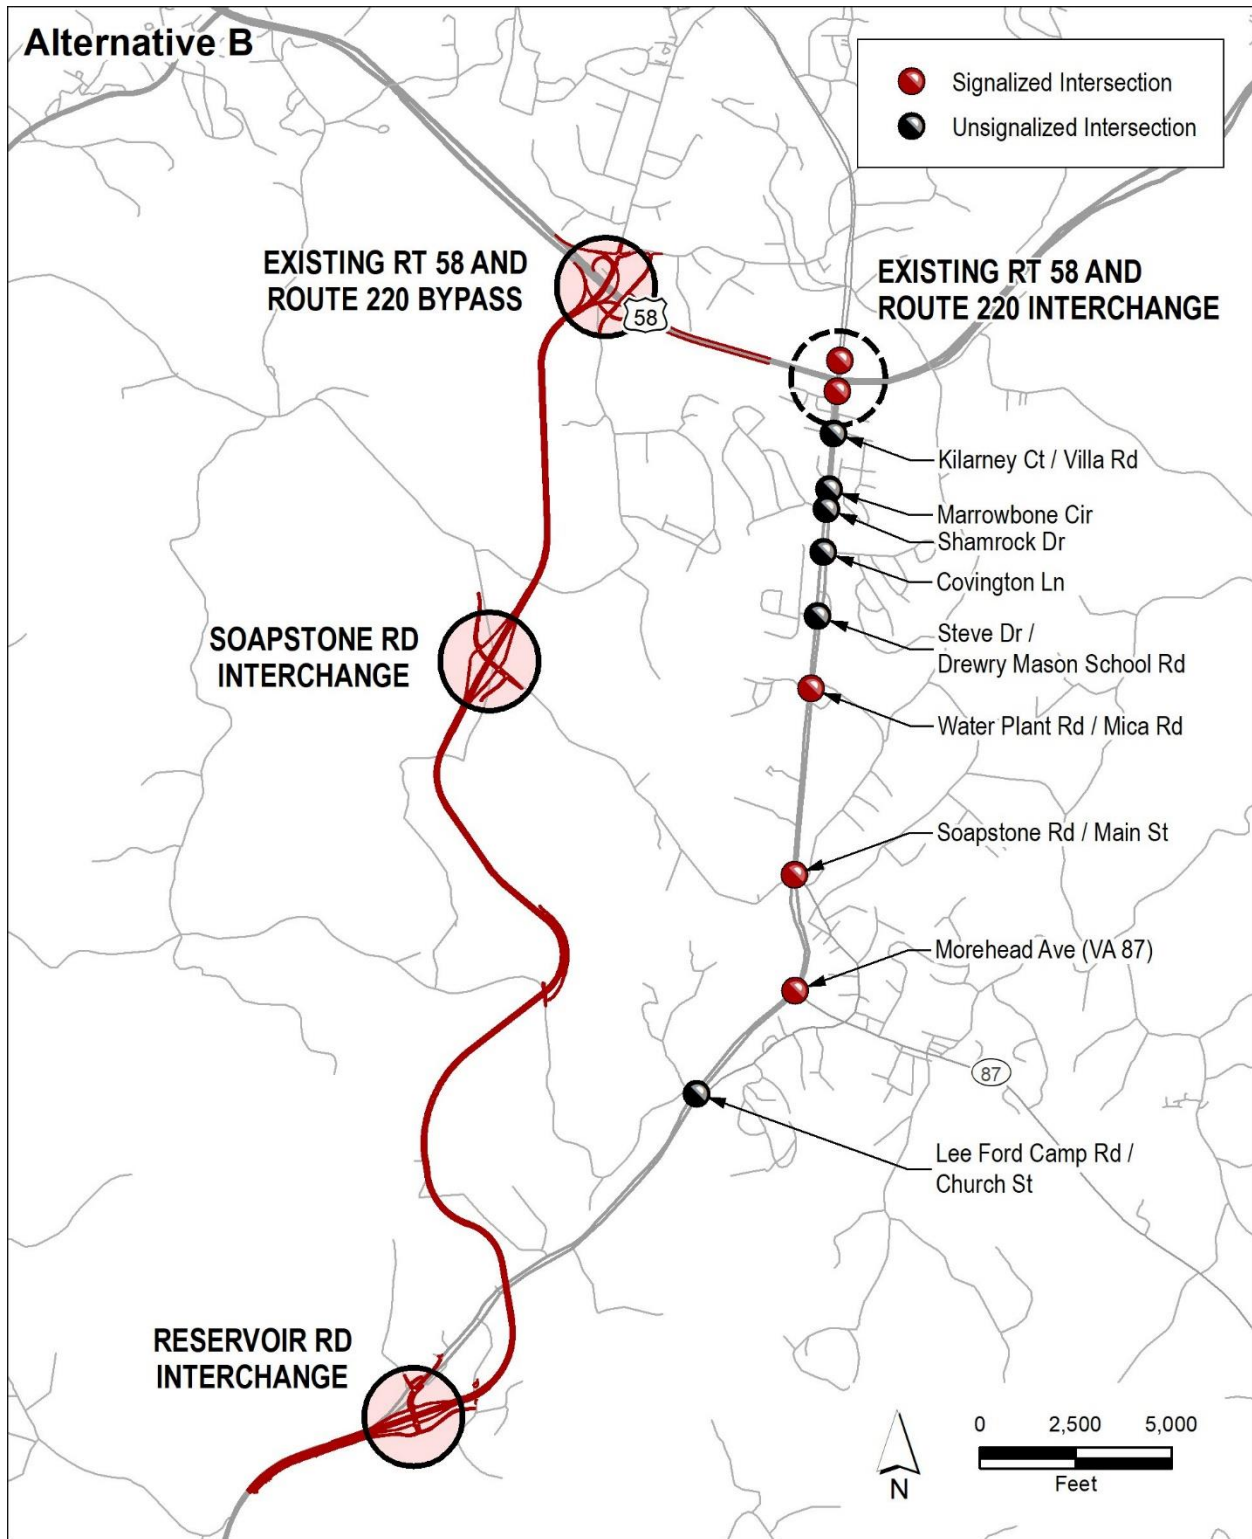 Alternative B
Signalized Intersection
Unsignalized Intersection
EXISTING RT 58 AND
ROUTE 220 BYPASS
58
EXISTING RT 58 AND
ROUTE 220 INTERCHANGE
Kilarney Ct / Villa Rd
Marrowbone Cir
Shamrock Dr
Covington Ln
Steve Dr /
Drewry Mason School Rd
SOAPSTONE RD
INTERCHANGE
Water Plant Rd / Mica Rd
Soapstone Rd / Main St
Morehead Ave (VA 87)
87
Lee Ford Camp Rd /
Church St
RESERVOIR RD
INTERCHANGE
N
0 2,500 5,000
Feet